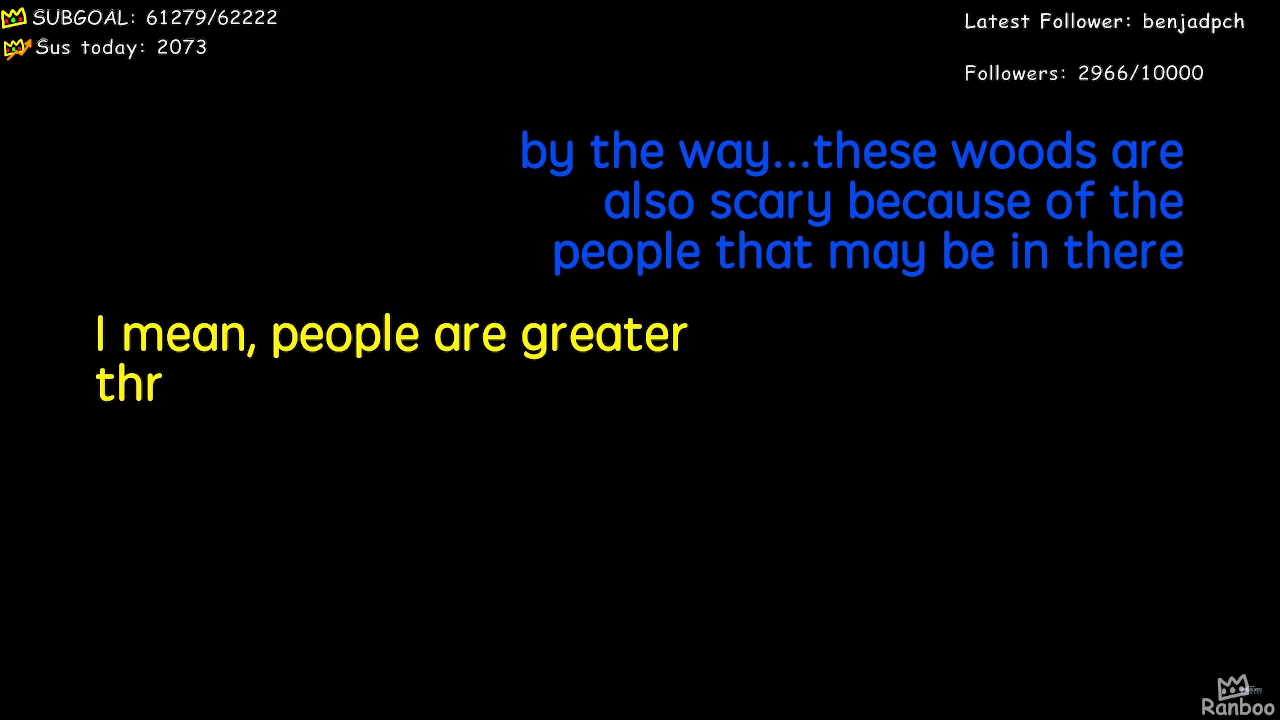 SUBGOAL: 61279/62222
Sus today: 2073
Latest Follower: benjadpch
Followers: 2966/10000
by the way...these woods are
also scary because of the
people that may be in there
I mean, people are greater
thr
Ranboo